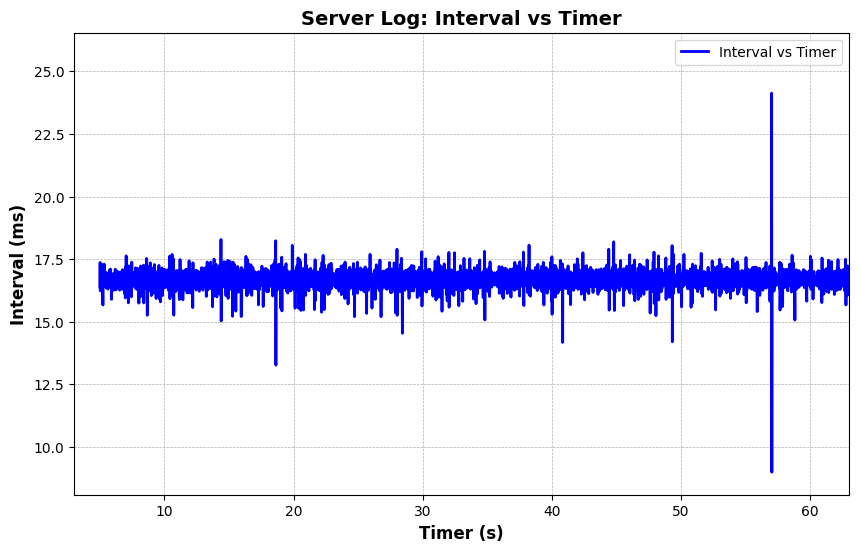 Server Log: Interval vs Timer
Interval vs Timer
25.0
22.5
20.0
17.5
15.0
12.5
10.0
Interval (ms)
10 20 30 40 50 60
Timer (s)